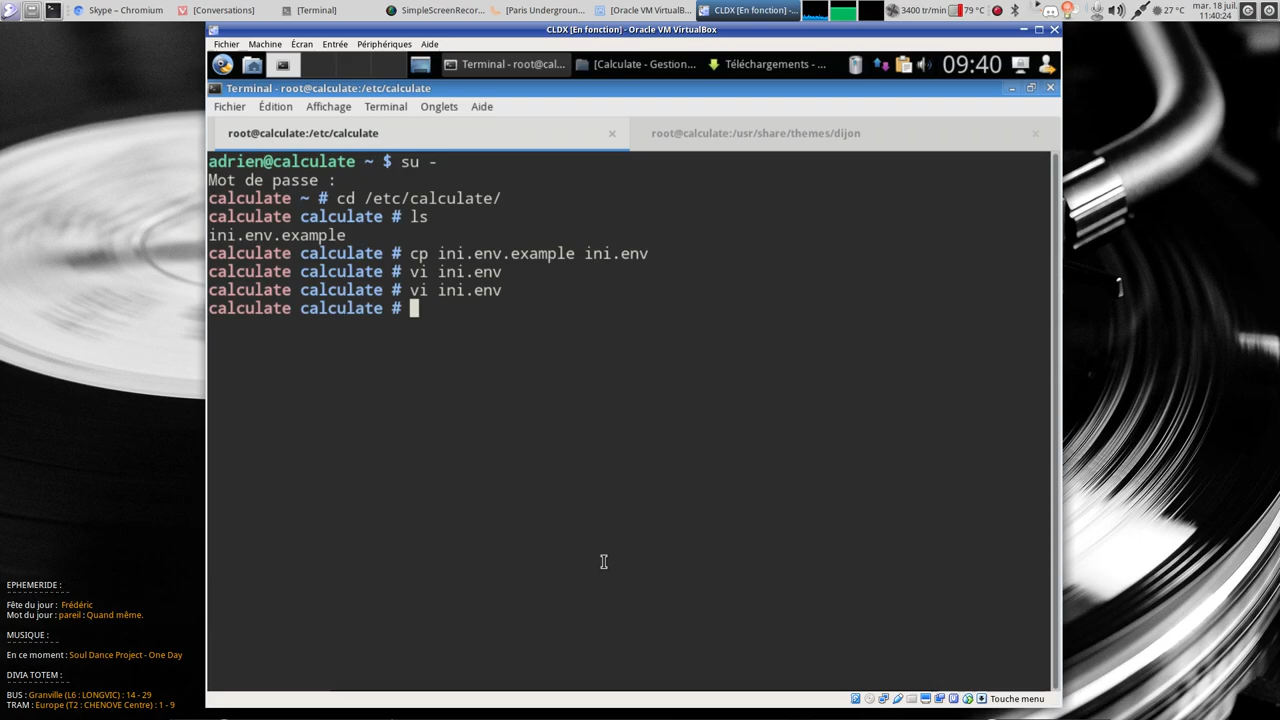 Skype – Chromium
[Conversations]
[Terminal]
SimpleScreenRecor...
[Paris Undergroun...
[Oracle VM VirtualB...
CLDX [En fonction] -...
3400 tr/min
79 °C
27 °C
mar. 18 juil.
11:40:24
CLDX [En fonction] - Oracle VM VirtualBox
Fichier Machine Écran Entrée Périphériques Aide
Terminal - root@cal...
[Calculate - Gestion...
Téléchargements - ...
09:40
Terminal - root@calculate:/etc/calculate
Fichier Édition Affichage Terminal Onglets Aide
root@calculate:/etc/calculate
root@calculate:/usr/share/themes/dijon
adrien@calculate ~ $ su -
Mot de passe :
calculate ~ # cd /etc/calculate/
calculate calculate # ls
ini.env.example
calculate calculate # cp ini.env.example ini.env
calculate calculate # vi ini.env
calculate calculate # vi ini.env
calculate calculate #
EPHEMERIDE :
Fête du jour : Frédéric
Mot du jour : pareil : Quand même.
MUSIQUE :
En ce moment : Soul Dance Project - One Day
DIVIA TOTEM :
BUS : Granville (L6 : LONGVIC) : 14 - 29
TRAM : Europe (T2 : CHENOVE Centre) : 1 - 9
Touche menu